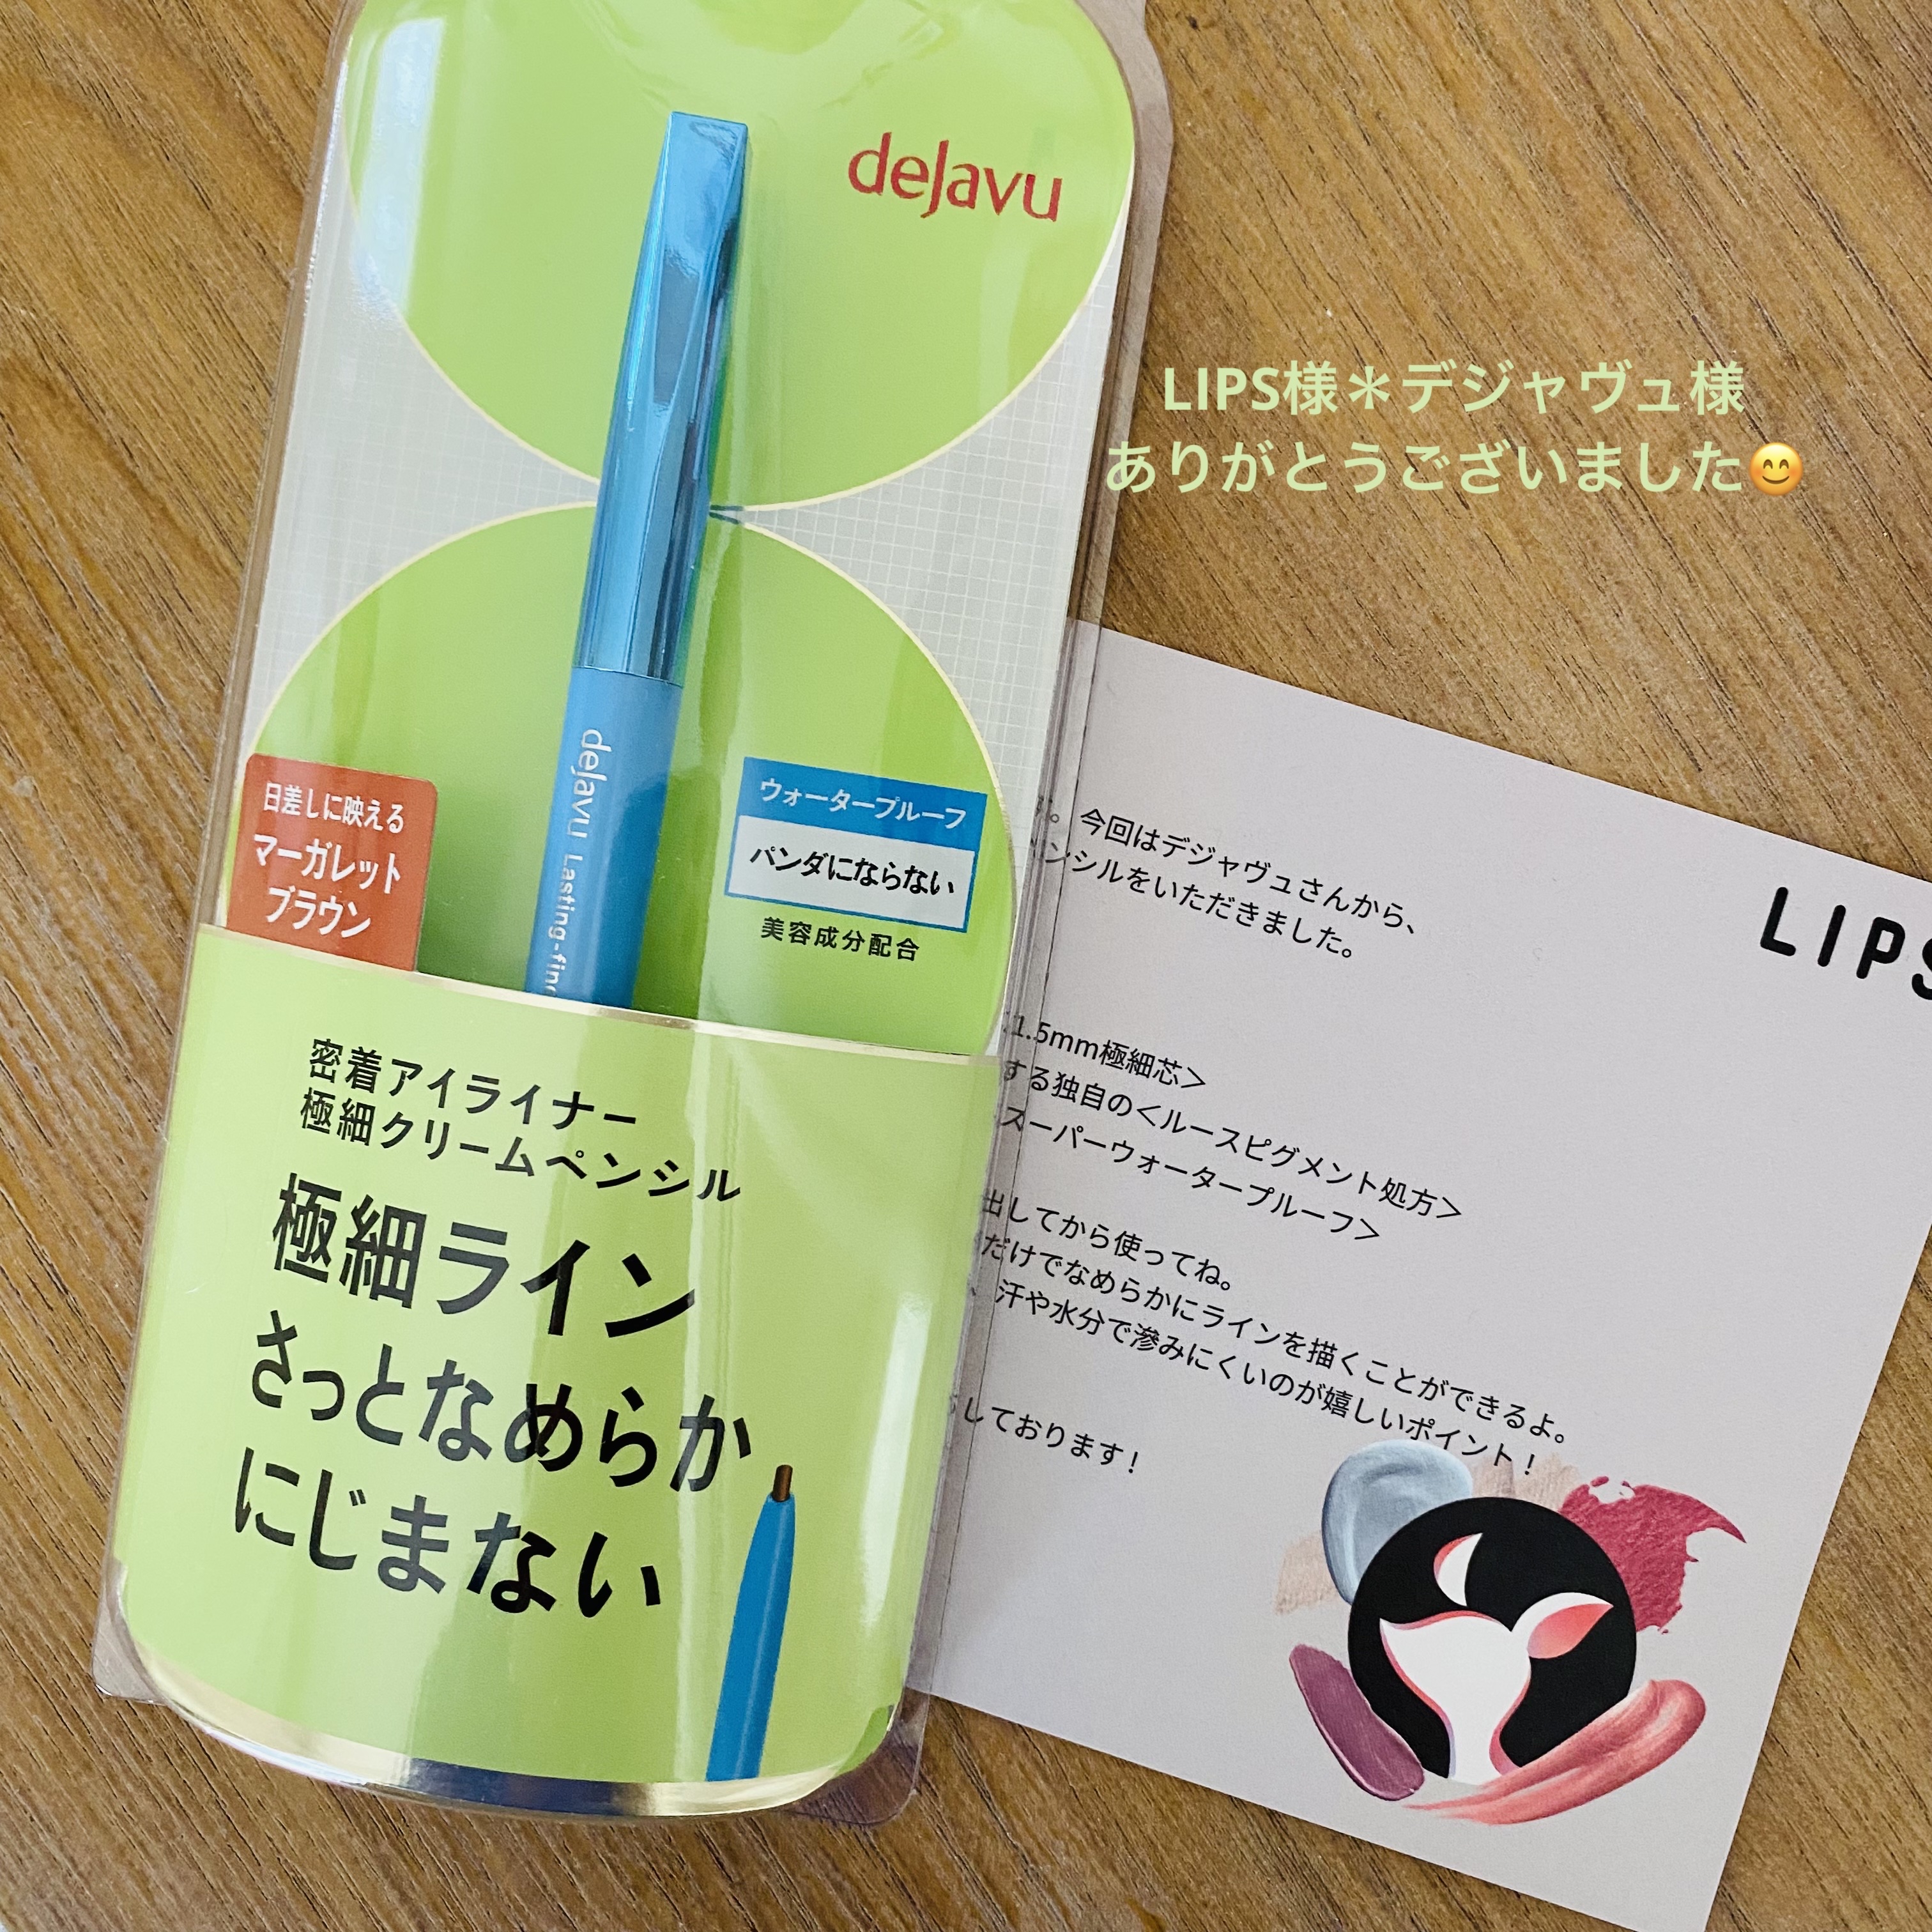 dejavu
LIPS様＊デジャヴュ様
ありがとうございました😊
dejavu Lasting-fine
日差しに映える
マーガレット
ブラウン
ウォータープルーフ
パンダにならない
美容成分配合
密着アイライナー
極細クリームペンシル
極細ライン
さっとなめらか
にじまない
LIPS
今回はデジャヴュさんから、
ンシルをいただきました。
1.5mm極細芯＞
する独自の＜ルースピグメント処方＞
スーパーウォータープルーフ＞
出してから使ってね。
だけでなめらかにラインを描くことができるよ。
、汗や水分で滲みにくいのが嬉しいポイント！
しております！